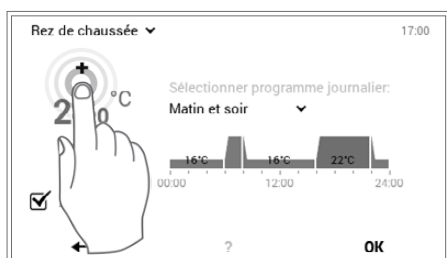 Rez de chaussée
17:00
+
°C
Sélectionner programme journalier:
Matin et soir
16°C 16°C 22°C
00:00 12:00 24:00
? OK